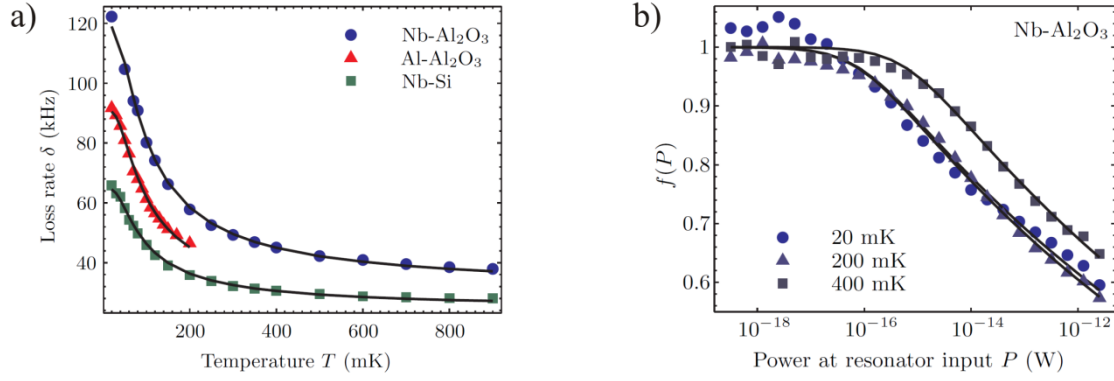 a)
120
100
80
60
40
200
400
600
800
Loss rate δ (kHz)
Temperature T (mK)
Nb-Al₂O₃
Al-Al₂O₃
Nb-Si
b)
Nb-Al₂O₃
1
0.9
0.8
0.7
0.6
f(P)
20 mK
200 mK
400 mK
10⁻¹⁸
10⁻¹⁶
10⁻¹⁴
10⁻¹²
Power at resonator input P (W)